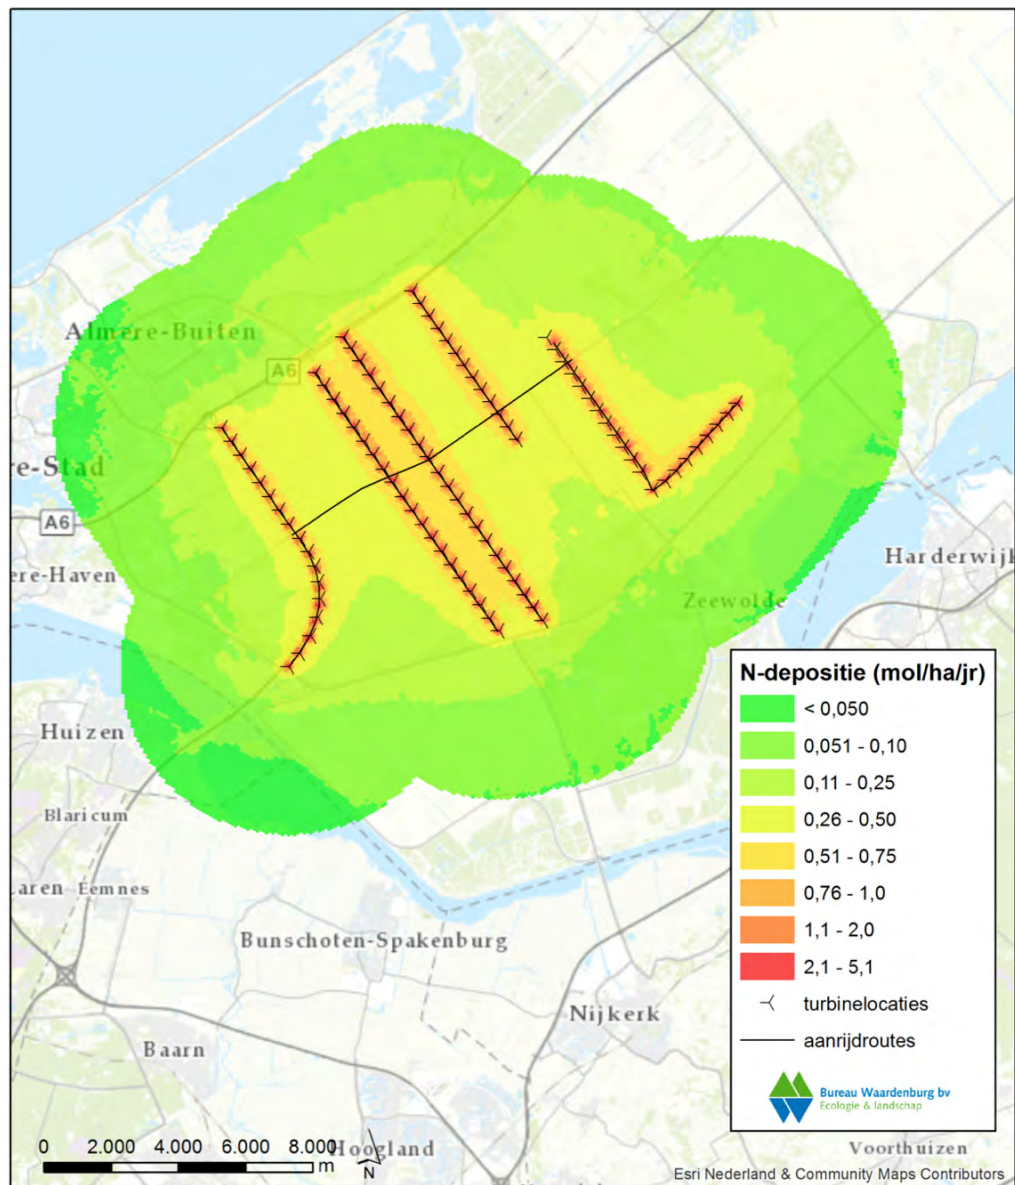 Almere-Buiten
A6
re-Stad
A6
ere-Haven
Harderwijk
Zeewolde
Huizen
Blaricum
aren
Eemnes
Bunschoten-Spakenburg
Nijkerk
Baarn
Hoogland
Voorthuizen
N-depositie (mol/ha/jr)
< 0,050
0,051 - 0,10
0,11 - 0,25
0,26 - 0,50
0,51 - 0,75
0,76 - 1,0
1,1 - 2,0
2,1 - 5,1
turbinelocaties
aanrijdroutes
Bureau Waardenburg bv
Ecologie & landschap
0 2.000 4.000 6.000 8.000
m
N
Esri Nederland & Community Maps Contributors